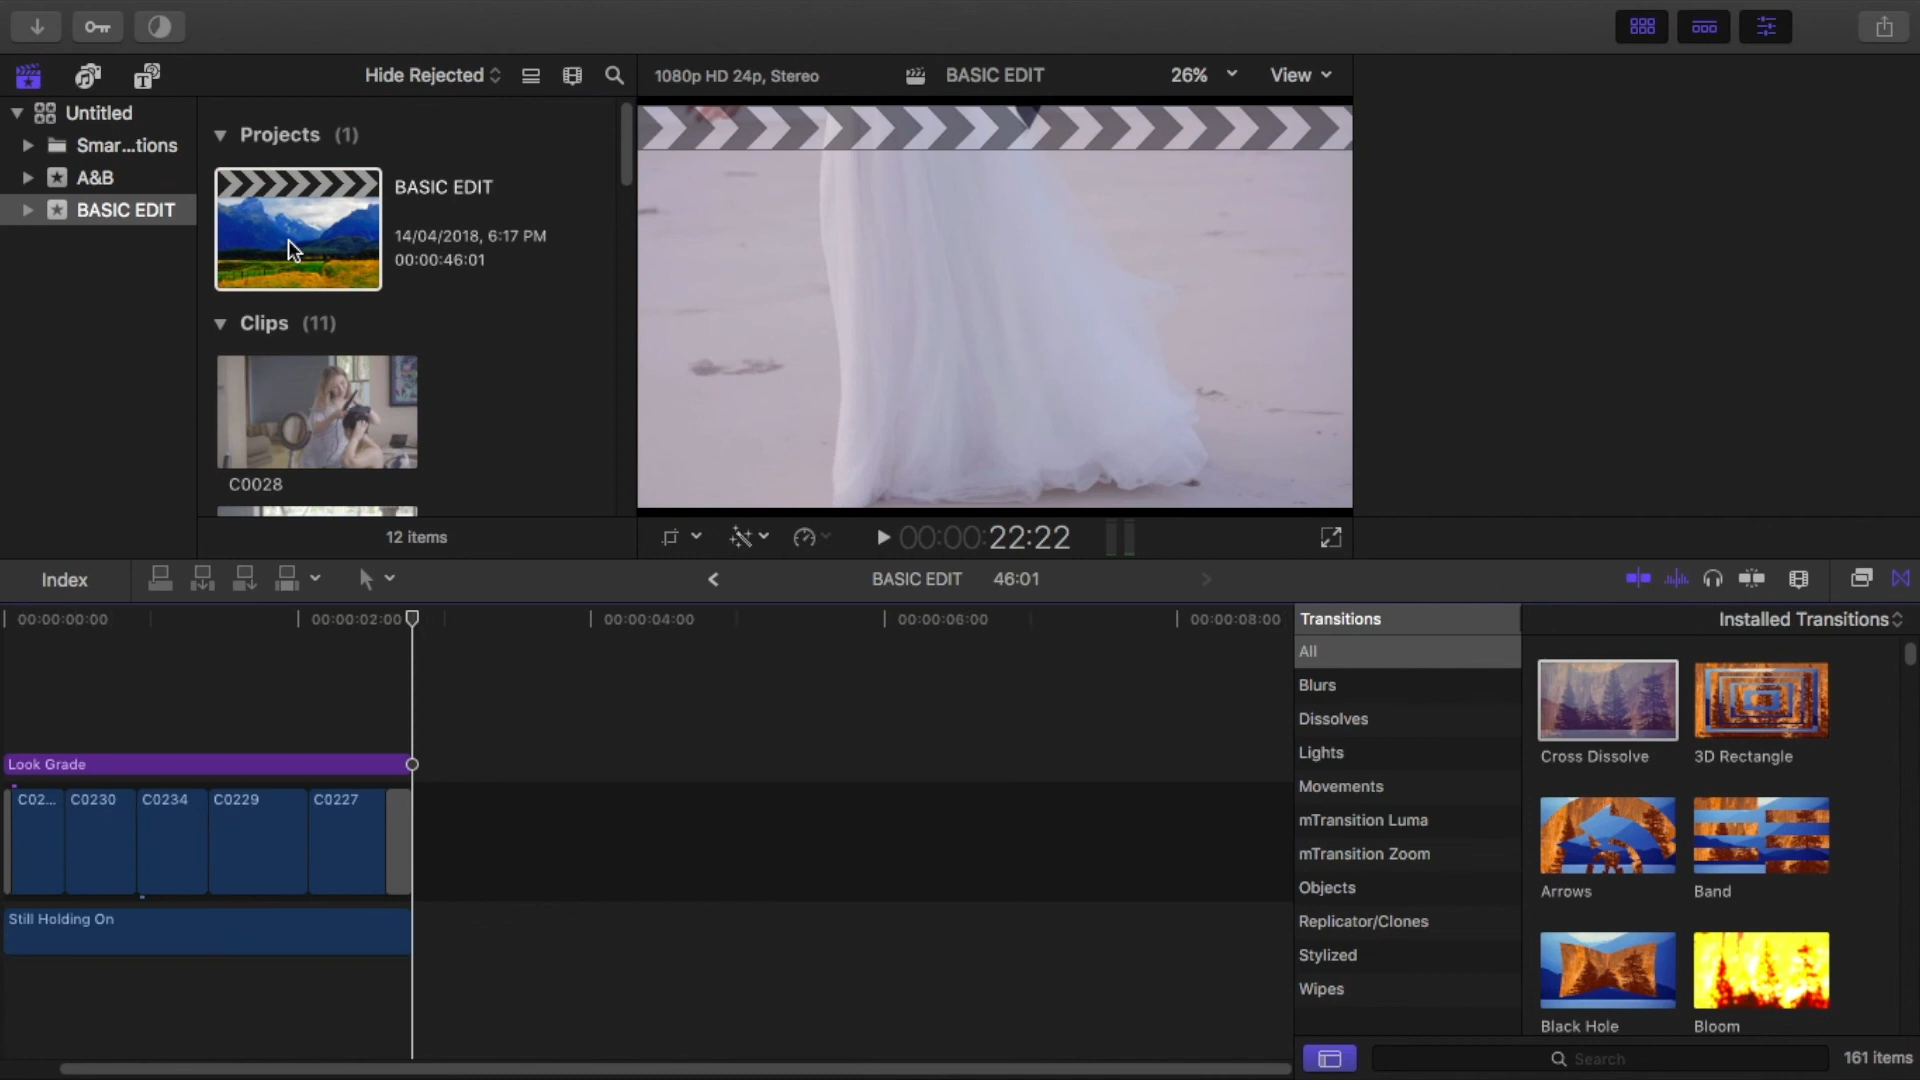 Hide Rejected
1080p HD 24p, Stereo
BASIC EDIT
26%
View
Untitled
Smar...tions
A&B
BASIC EDIT
Projects (1)
BASIC EDIT
14/04/2018, 6:17 PM
00:00:46:01
Clips (11)
C0028
12 items
00:00:22:22
Index
BASIC EDIT
46:01
00:00:00:00
00:00:02:00
00:00:04:00
00:00:06:00
00:00:08:00
Look Grade
C02...
C0230
C0234
C0229
C0227
Still Holding On
Transitions
All
Blurs
Dissolves
Lights
Movements
mTransition Luma
mTransition Zoom
Objects
Replicator/Clones
Stylized
Wipes
Installed Transitions
Cross Dissolve
3D Rectangle
Arrows
Band
Black Hole
Bloom
Search
161 items